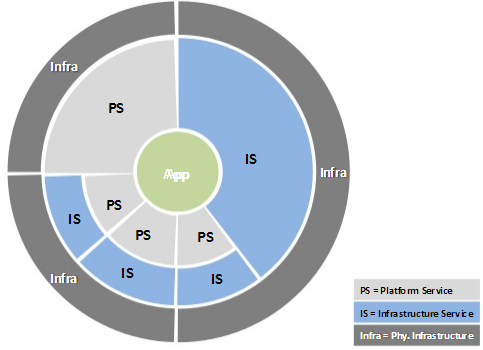 Infra
PS
IS
App
Infra
PS
IS
PS
PS
Infra
IS
IS
PS = Platform Service
IS = Infrastructure Service
Infra = Phy. Infrastructure